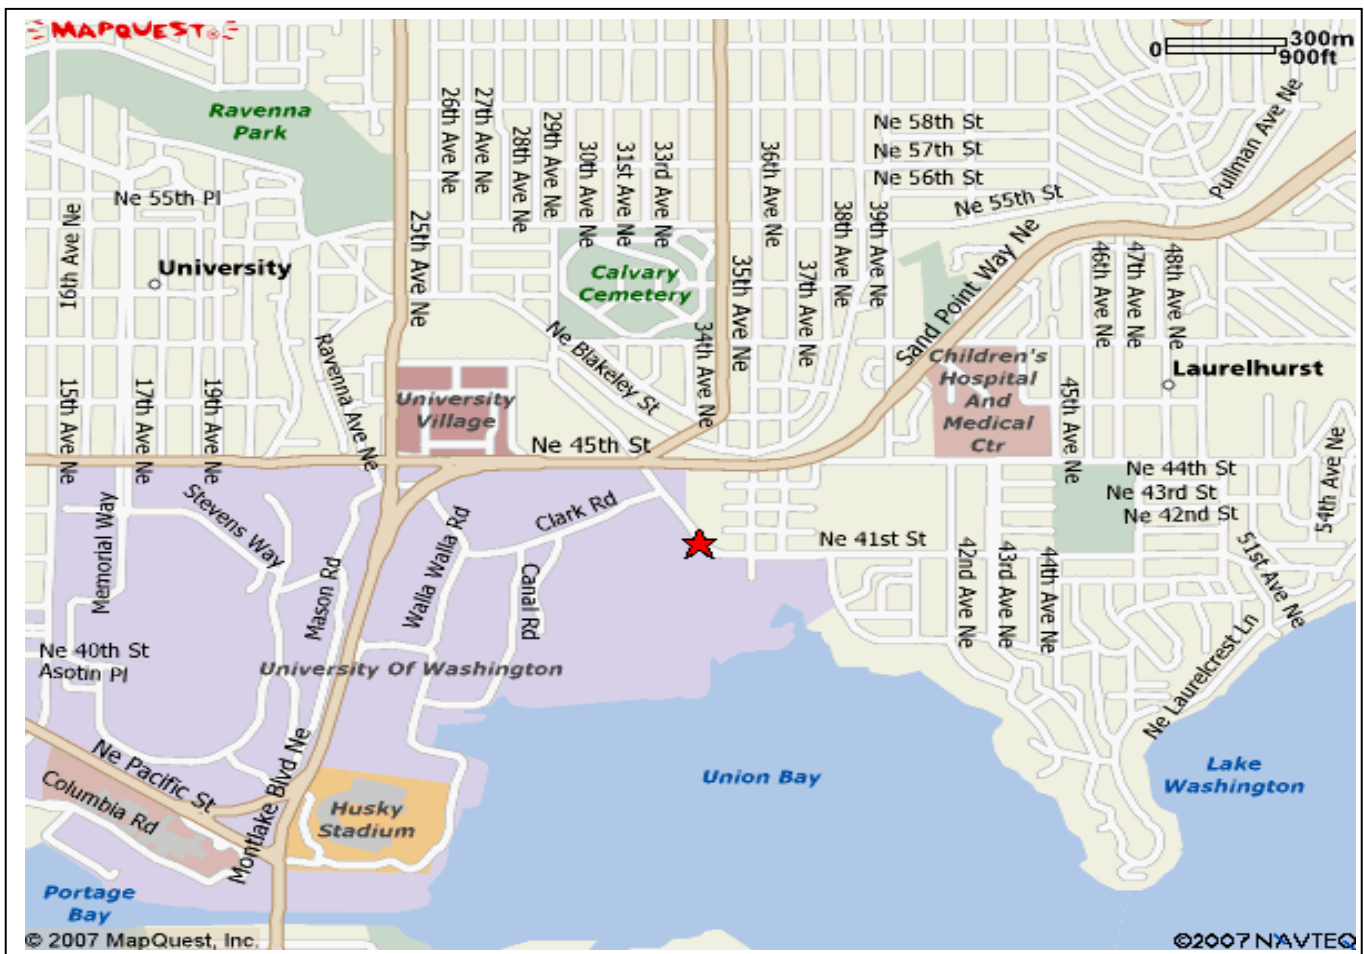 MAPQUEST
0 300m
900ft
Ravenna
Park
26th Ave Ne
27th Ave Ne
28th Ave Ne
29th Ave Ne
30th Ave Ne
31st Ave Ne
33rd Ave Ne
36th Ave Ne
Ne 58th St
Ne 57th St
Ne 56th St
Ne 55th St
Pullman Ave Ne
Ne 55th Pl
16th Ave Ne
University
25th Ave Ne
Calvary
Cemetery
34th Ave Ne
35th Ave Ne
37th Ave Ne
38th Ave Ne
39th Ave Ne
Sand Point Way Ne
46th Ave Ne
47th Ave Ne
48th Ave Ne
Ravenna Ave Ne
Ne Blakeley St
Children's
Hospital
And
Medical
Ctr
Laurelhurst
15th Ave Ne
17th Ave Ne
19th Ave Ne
University
Village
Ne 45th St
45th Ave Ne
Ne 44th St
Ne 43rd St
Ne 42nd St
54th Ave Ne
Memorial Way
Stevens Way
Mason Rd
Walla Walla Rd
Clark Rd
Canal Rd
Ne 41st St
42nd Ave Ne
43rd Ave Ne
44th Ave Ne
51st Ave Ne
Ne 40th St
Asotin Pl
University Of Washington
Ne Laurelcrest Ln
Ne Pacific St
Columbia Rd
Montlake Blvd Ne
Husky
Stadium
Union Bay
Lake
Washington
Portage
Bay
© 2007 MapQuest, Inc.
©2007 NAVTEQ